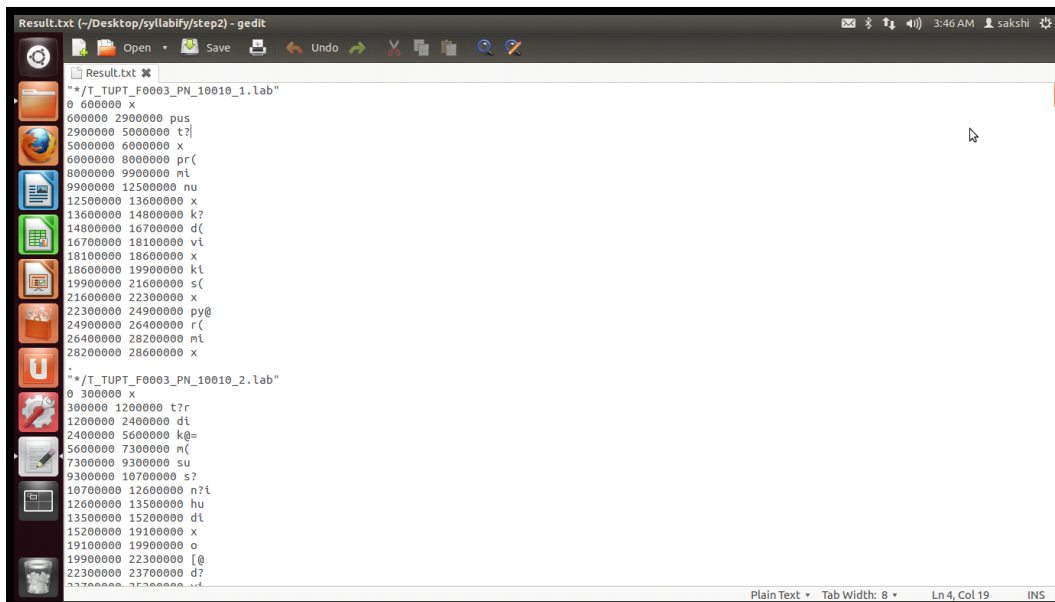 Result.txt (~/Desktop/syllabify/step2) - gedit
3:46 AM sakshi
Open Save Undo
Result.txt
"*/T_TUPT_F0003_PN_10010_1.lab"
0 600000 x
600000 2900000 pus
2900000 5000000 t?
5000000 6000000 x
6000000 8000000 pr(
8000000 9900000 mi
9900000 12500000 nu
12500000 13600000 x
13600000 14800000 k?
14800000 16700000 d(
16700000 18100000 vi
18100000 18600000 x
18600000 19900000 ki
19900000 21600000 s(
21600000 22300000 x
22300000 24900000 py@
24900000 26400000 r(
26400000 28200000 mi
28200000 28600000 x
.
"*/T_TUPT_F0003_PN_10010_2.lab"
0 300000 x
300000 1200000 t?r
1200000 2400000 di
2400000 5600000 k@=
5600000 7300000 m(
7300000 9300000 su
9300000 10700000 s?
10700000 12600000 n?i
12600000 13500000 hu
13500000 15200000 di
15200000 19100000 x
19100000 19900000 o
19900000 22300000 [@
22300000 23700000 d?
Plain Text Tab Width: 8 Ln 4, Col 19 INS